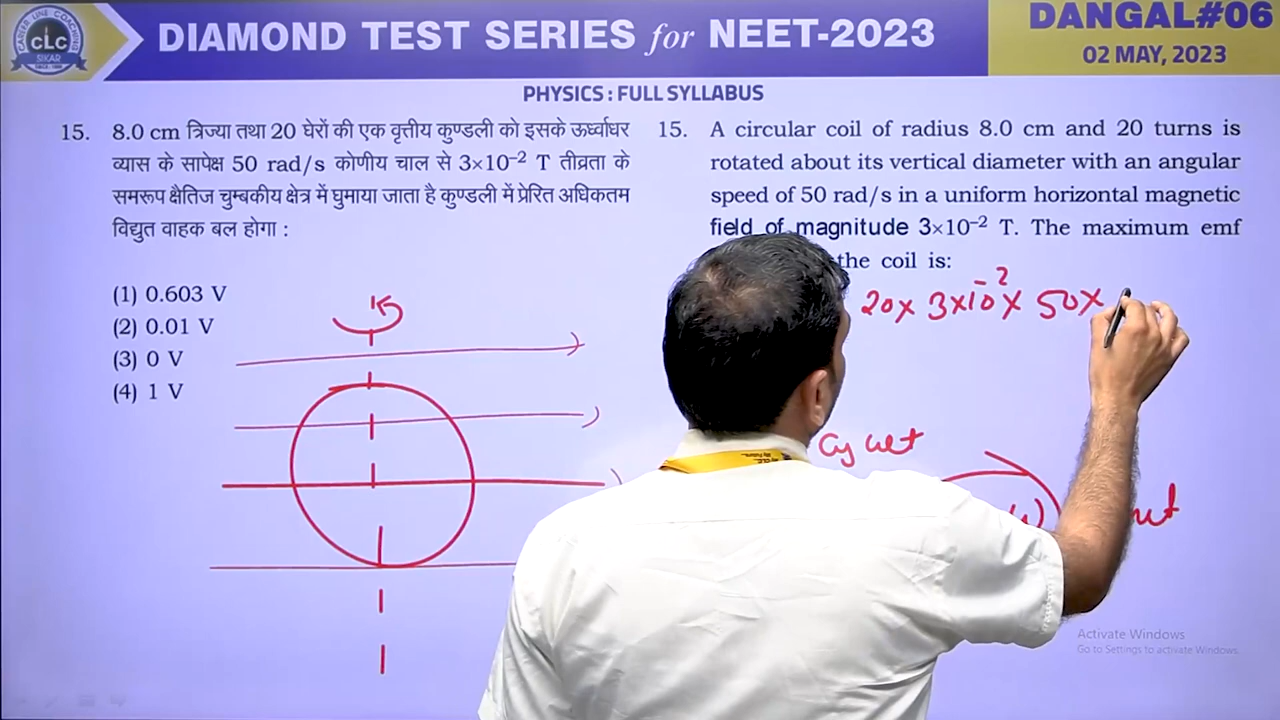 CAREER LINE COACHING
CLC
SIKAR
DIAMOND TEST SERIES for NEET-2023
DANGAL#06
02 MAY, 2023
PHYSICS : FULL SYLLABUS
15. 8.0 cm त्रिज्या तथा 20 घेरों की एक वृत्तीय कुण्डली को इसके ऊर्ध्वाधर
व्यास के सापेक्ष 50 rad/s कोणीय चाल से 3×10⁻² T तीव्रता के
समरूप क्षैतिज चुम्बकीय क्षेत्र में घुमाया जाता है कुण्डली में प्रेरित अधिकतम
विद्युत वाहक बल होगा :
(1) 0.603 V
(2) 0.01 V
(3) 0 V
(4) 1 V
15. A circular coil of radius 8.0 cm and 20 turns is
rotated about its vertical diameter with an angular
speed of 50 rad/s in a uniform horizontal magnetic
field of magnitude 3×10⁻² T. The maximum emf
the coil is:
20× 3×10⁻²× 50×
Activate Windows
Go to Settings to activate Windows.